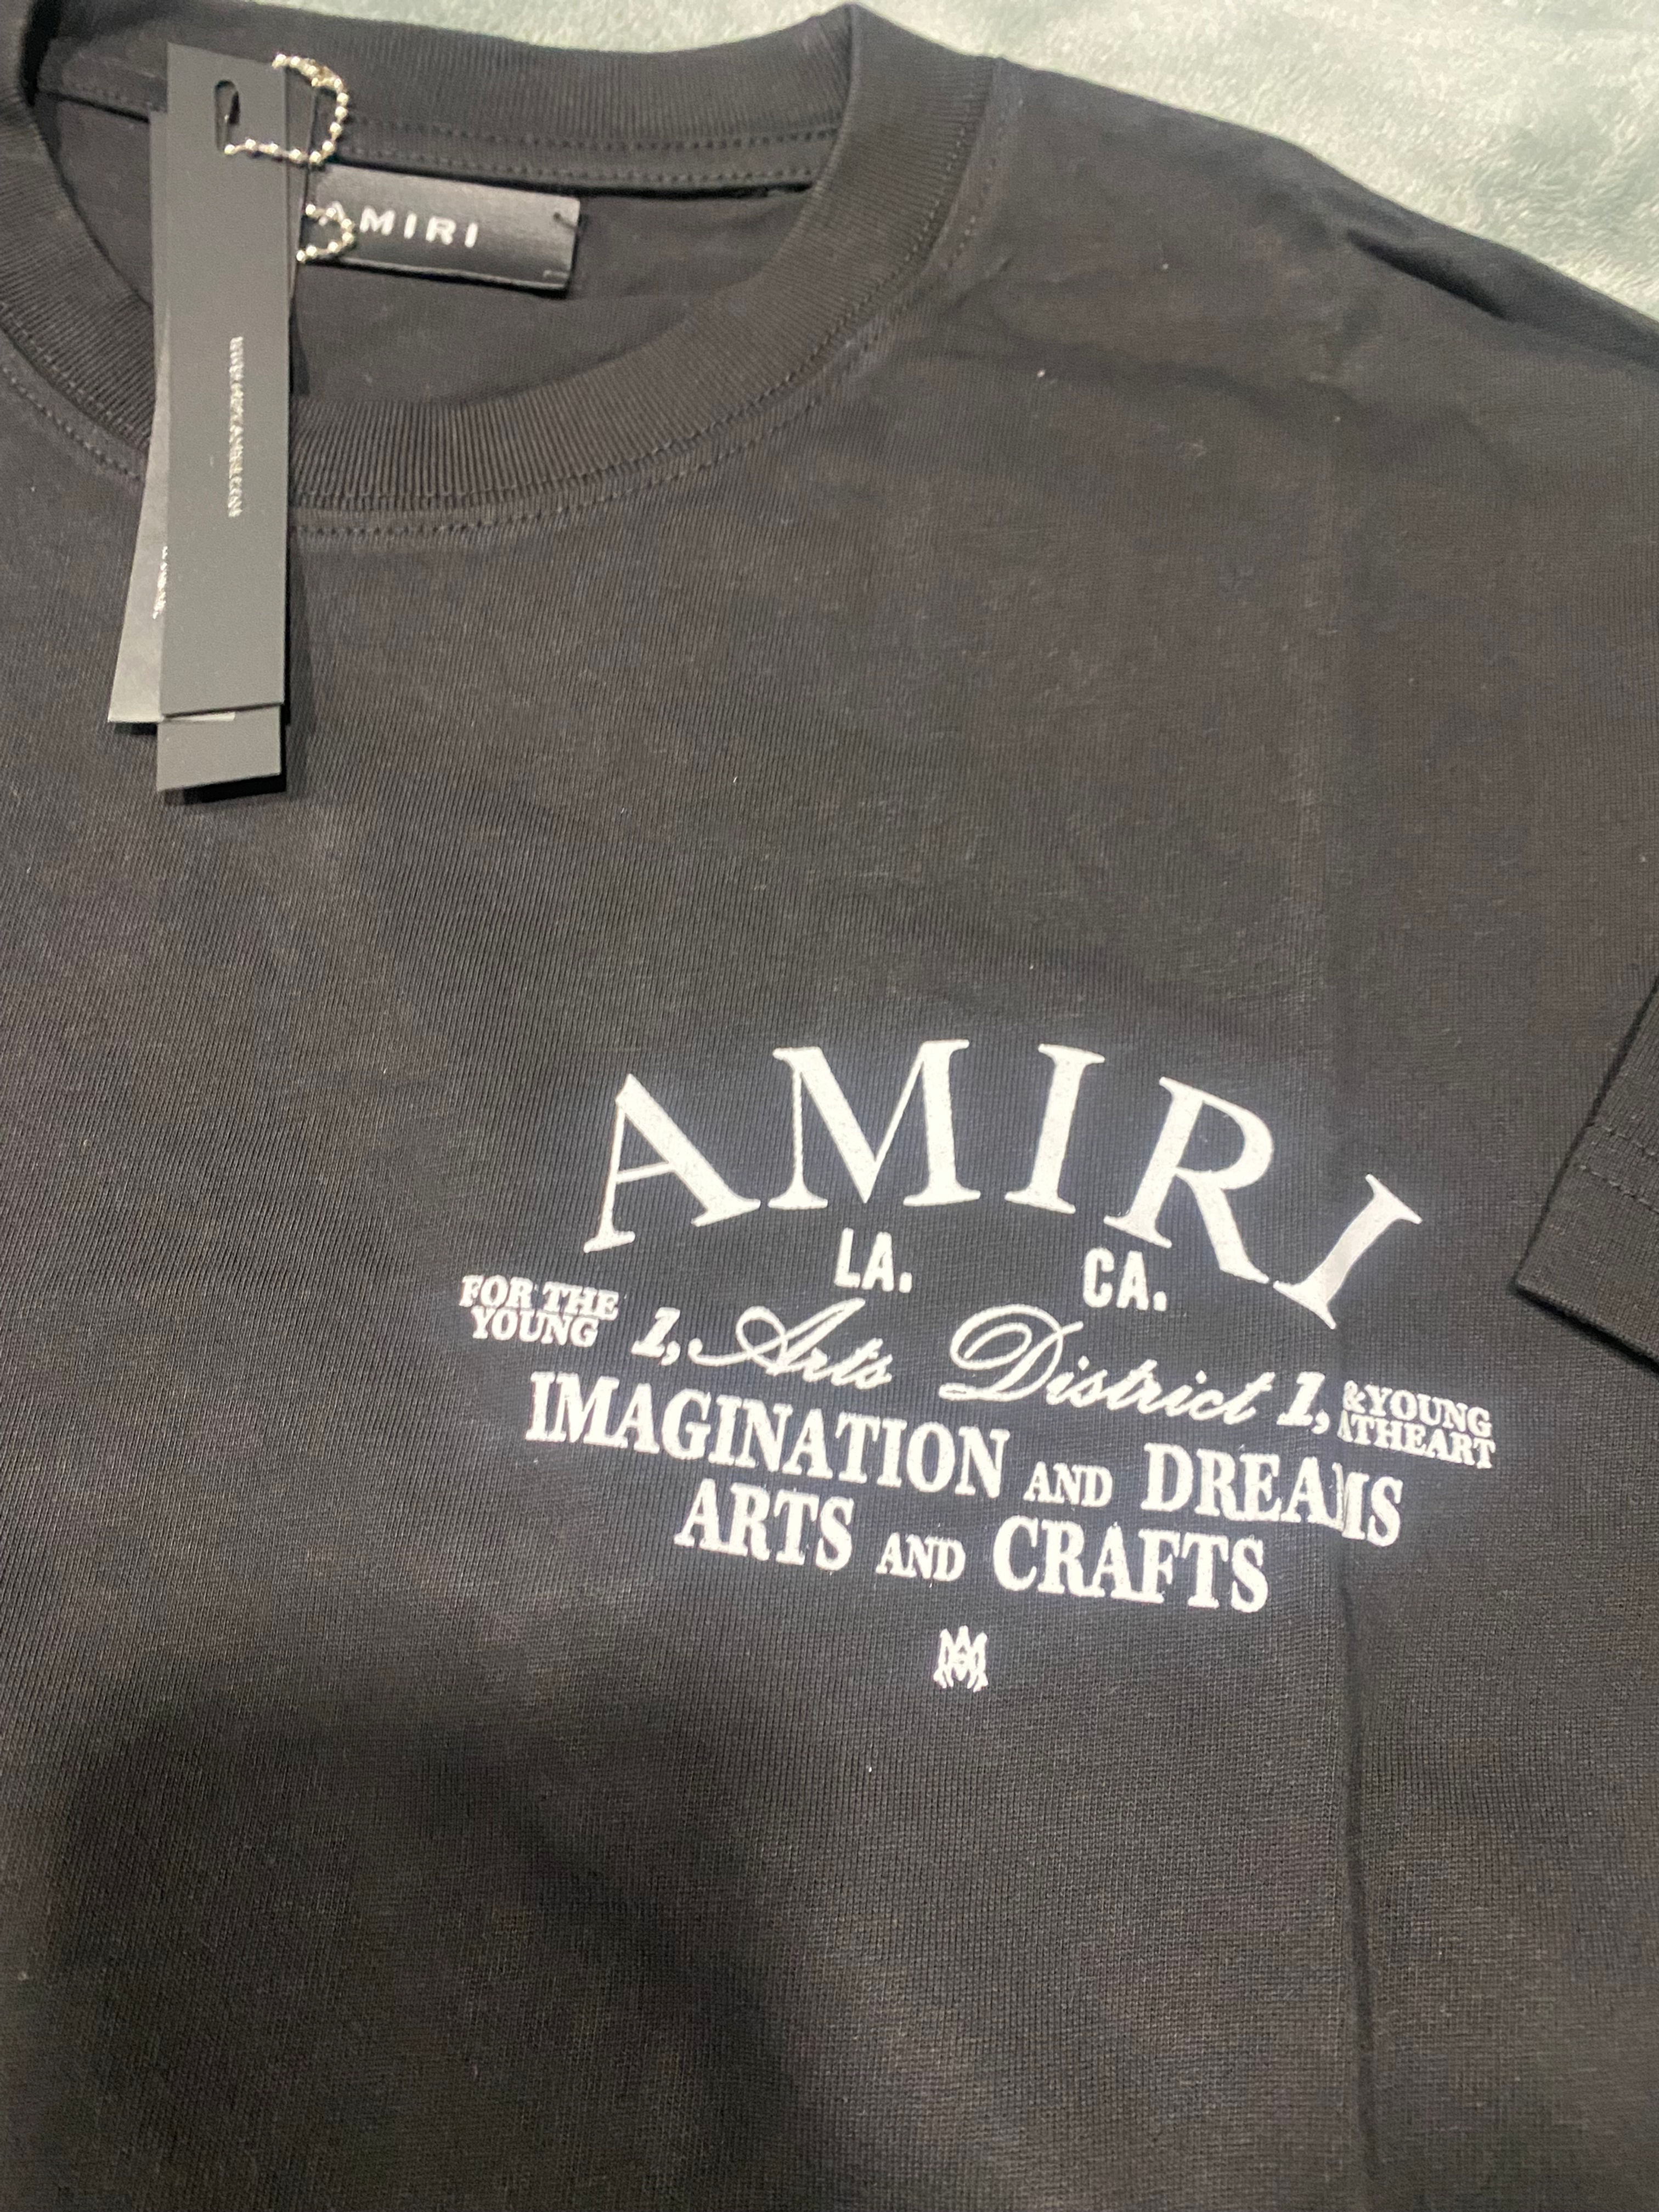 AMIRI
AMIRI
LA. CA.
FOR THE
YOUNG
1, Arts District 1,
&YOUNG
ATHEART
IMAGINATION AND DREAMS
ARTS AND CRAFTS